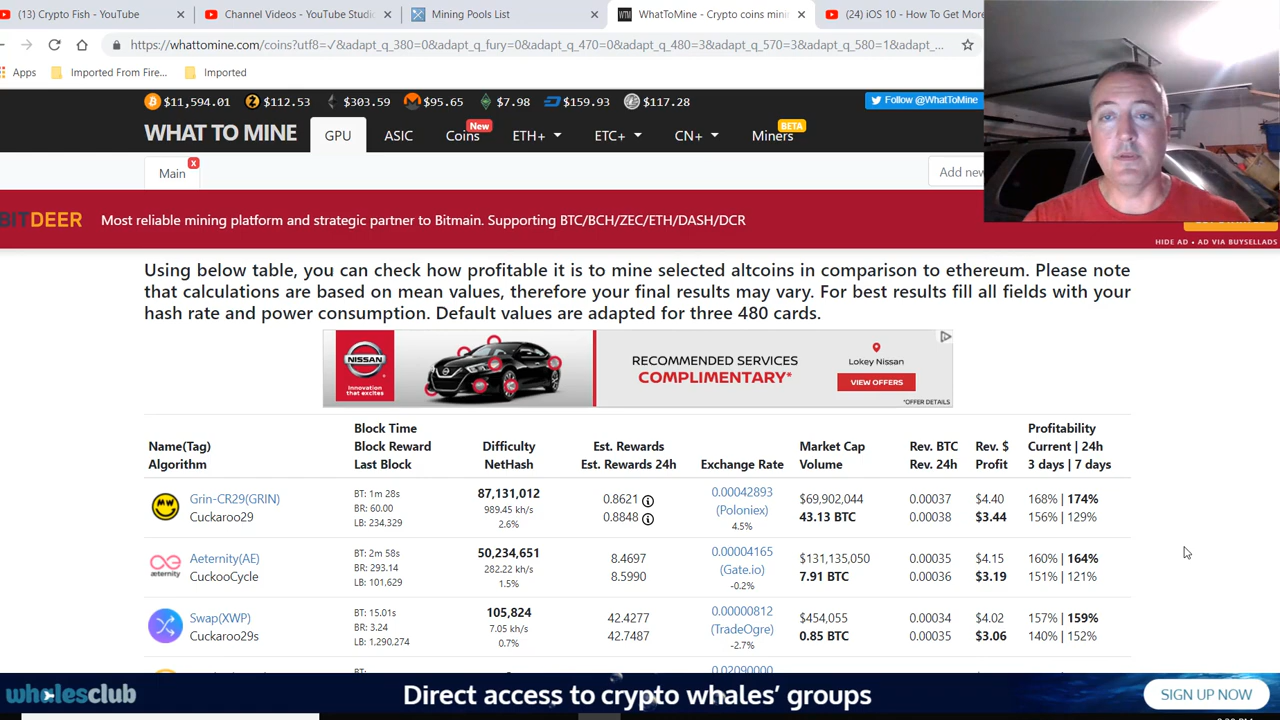 (13) Crypto Fish - YouTube × Channel Videos - YouTube Studio × Mining Pools List × WhatToMine - Crypto coins mini × (24) iOS 10 - How To Get More
https://whattomine.com/coins?utf8=✓&adapt_q_380=0&adapt_q_fury=0&adapt_q_470=0&adapt_q_480=3&adapt_q_570=3&adapt_q_580=1&adapt_...
Apps Imported From Fire... Imported
$11,594.01 $112.53 $303.59 $95.65 $7.98 $159.93 $117.28 Follow @WhatToMine
WHAT TO MINE GPU ASIC Coins New ETH+ ETC+ CN+ Miners BETA
Main x Add new
BITDEER Most reliable mining platform and strategic partner to Bitmain. Supporting BTC/BCH/ZEC/ETH/DASH/DCR
HIDE AD • AD VIA BUYSELLADS
Using below table, you can check how profitable it is to mine selected altcoins in comparison to ethereum. Please note
that calculations are based on mean values, therefore your final results may vary. For best results fill all fields with your
hash rate and power consumption. Default values are adapted for three 480 cards.
NISSAN
Innovation
that excites
RECOMMENDED SERVICES
COMPLIMENTARY*
Lokey Nissan
VIEW OFFERS
*OFFER DETAILS
Name(Tag)
Algorithm
Block Time
Block Reward
Last Block
Difficulty
NetHash
Est. Rewards
Est. Rewards 24h
Exchange Rate
Market Cap
Volume
Rev. BTC
Rev. 24h
Rev. $
Profit
Profitability
Current | 24h
3 days | 7 days
Grin-CR29(GRIN)
Cuckaroo29
BT: 1m 28s
BR: 60.00
LB: 234,329
87,131,012
989.45 kh/s
2.6%
0.8621
0.8848
0.00042893
(Poloniex)
4.5%
$69,902,044
43.13 BTC
0.00037
0.00038
$4.40
$3.44
168% | 174%
156% | 129%
æternity
Aeternity(AE)
CuckooCycle
BT: 2m 58s
BR: 293.14
LB: 101,629
50,234,651
282.22 kh/s
1.5%
8.4697
8.5990
0.00004165
(Gate.io)
-0.2%
$131,135,050
7.91 BTC
0.00035
0.00036
$4.15
$3.19
160% | 164%
151% | 121%
Swap(XWP)
Cuckaroo29s
BT: 15.01s
BR: 3.24
LB: 1,290,274
105,824
7.05 kh/s
0.7%
42.4277
42.7487
0.00000812
(TradeOgre)
-2.7%
$454,055
0.85 BTC
0.00034
0.00035
$4.02
$3.06
157% | 159%
140% | 152%
BT:
0.02090000
whalesclub Direct access to crypto whales' groups SIGN UP NOW